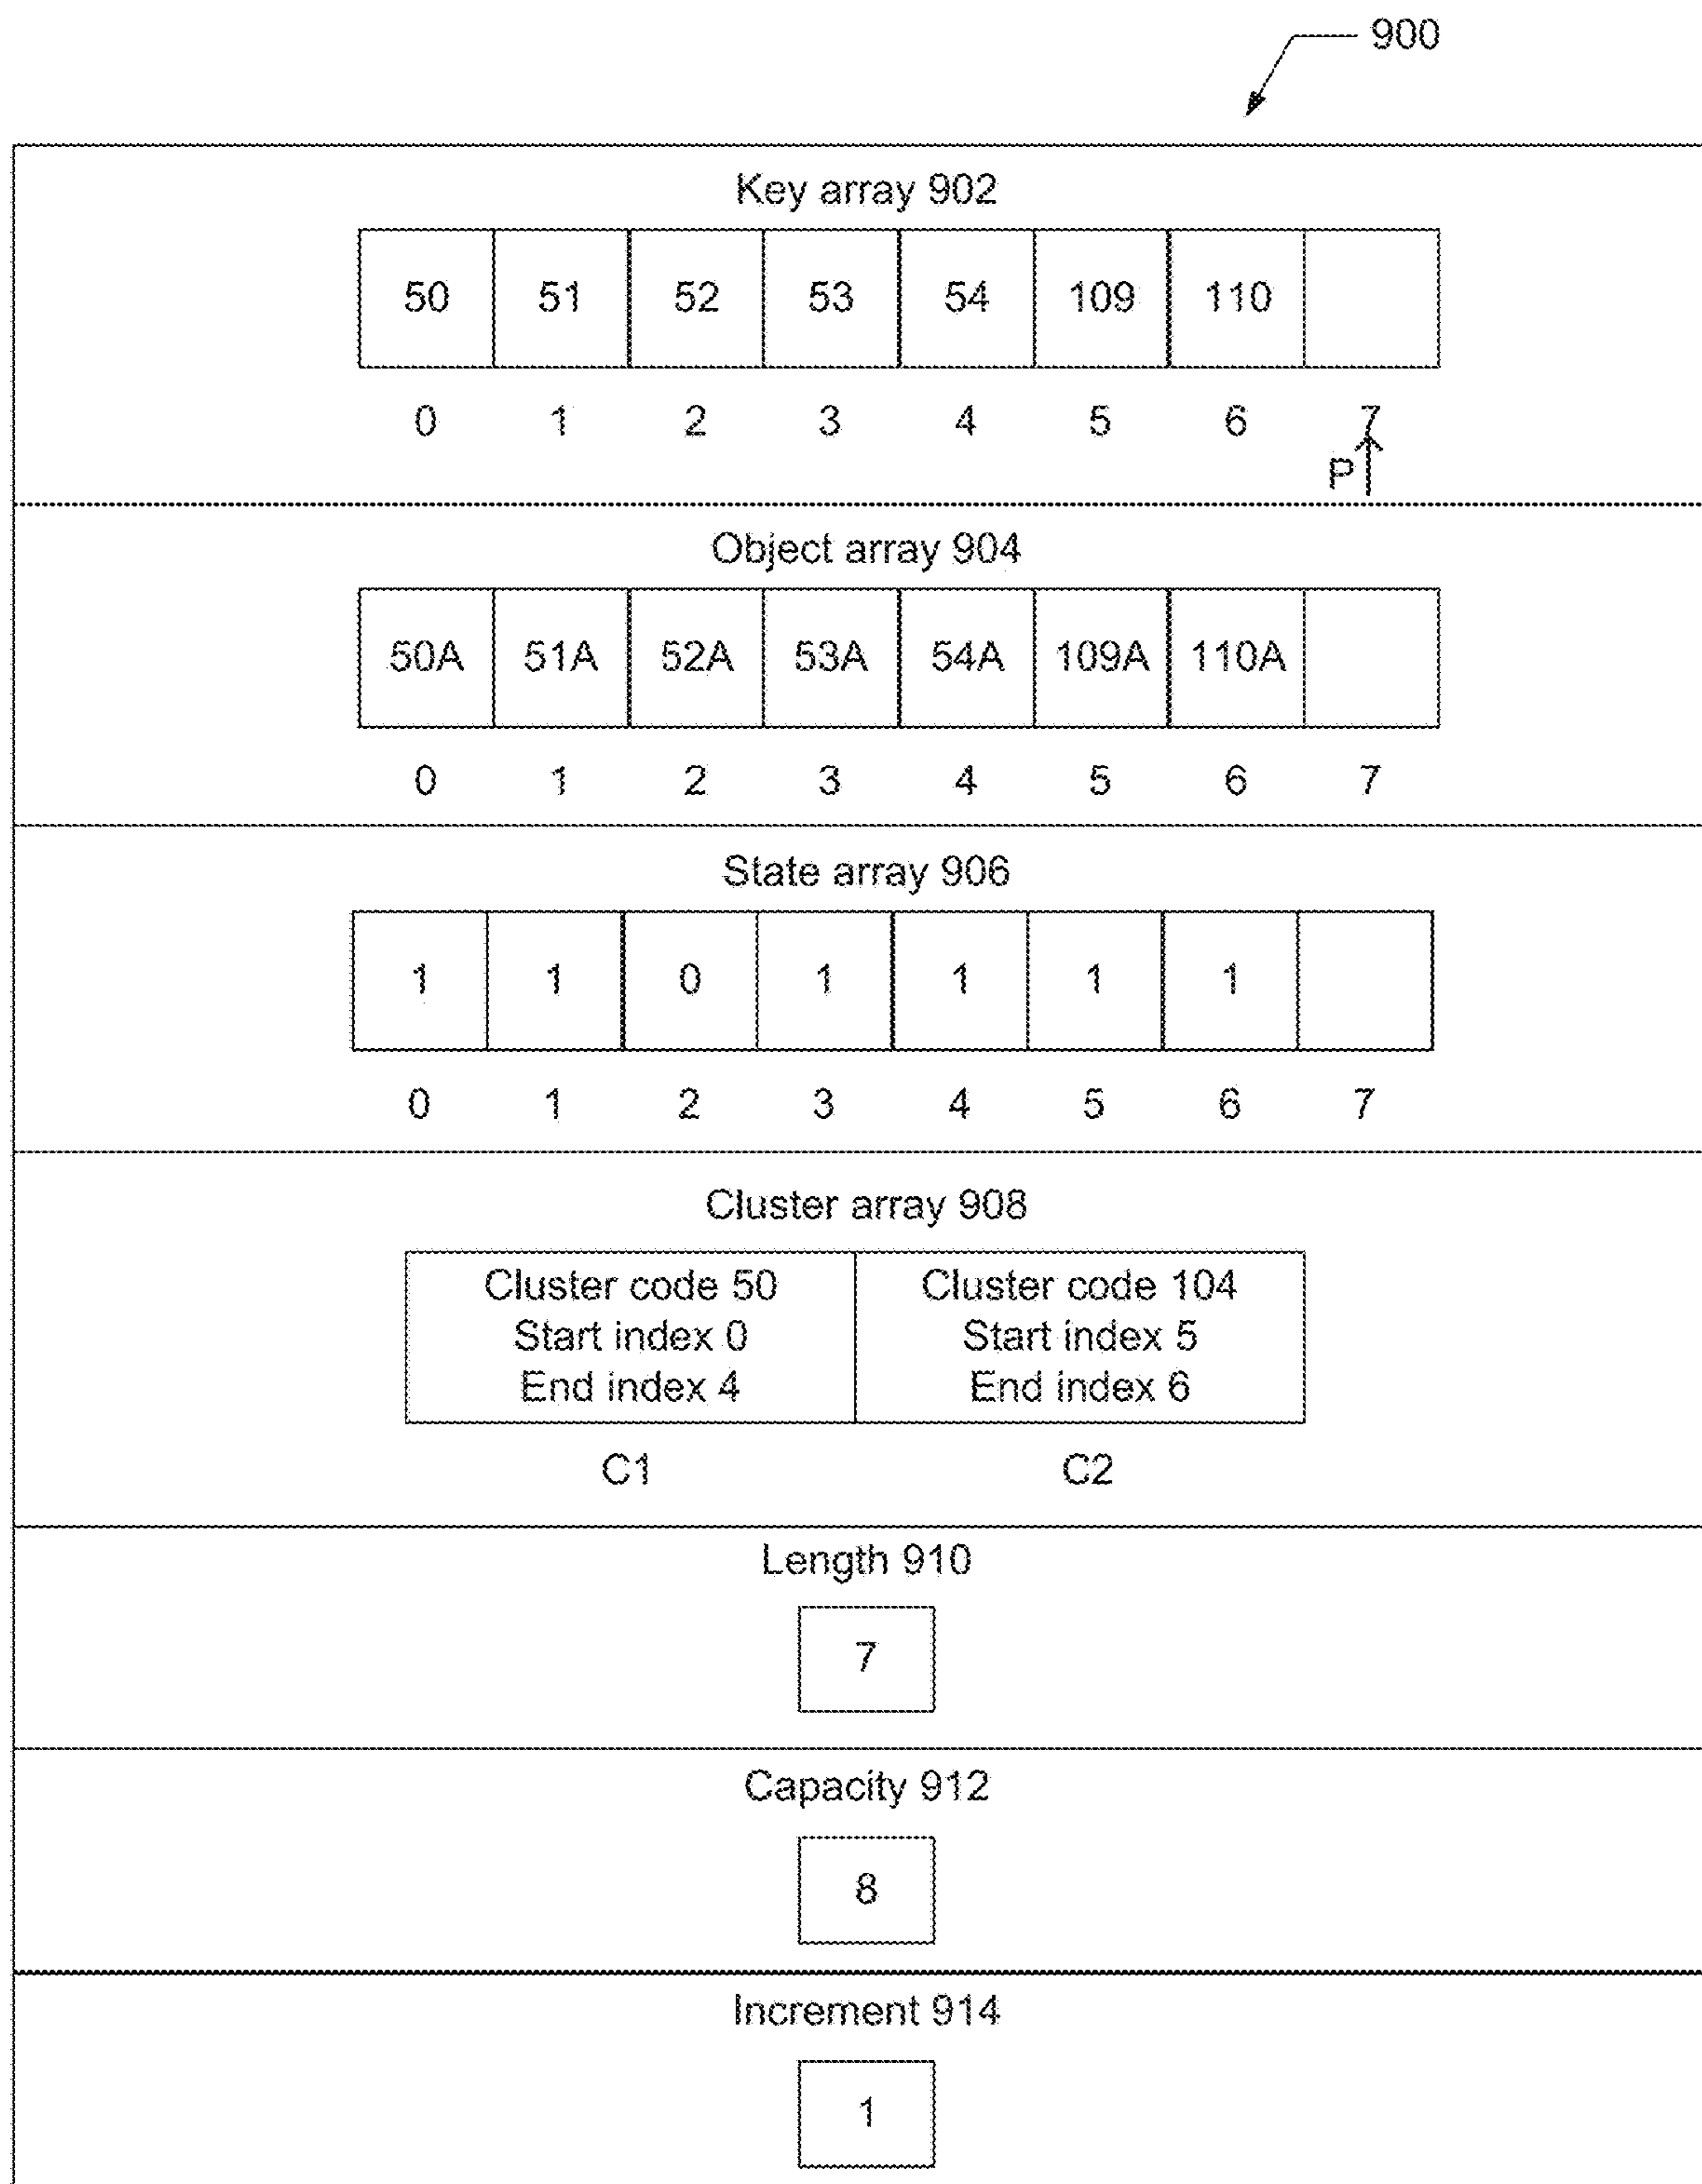 900
Key array 902
50 51 52 53 54 109 110
0 1 2 3 4 5 6 7
P
Object array 904
50A 51A 52A 53A 54A 109A 110A
0 1 2 3 4 5 6 7
State array 906
1 1 0 1 1 1 1
0 1 2 3 4 5 6 7
Cluster array 908
Cluster code 50 Cluster code 104
Start index 0 Start index 5
End index 4 End index 6
C1 C2
Length 910
7
Capacity 912
8
Increment 914
1